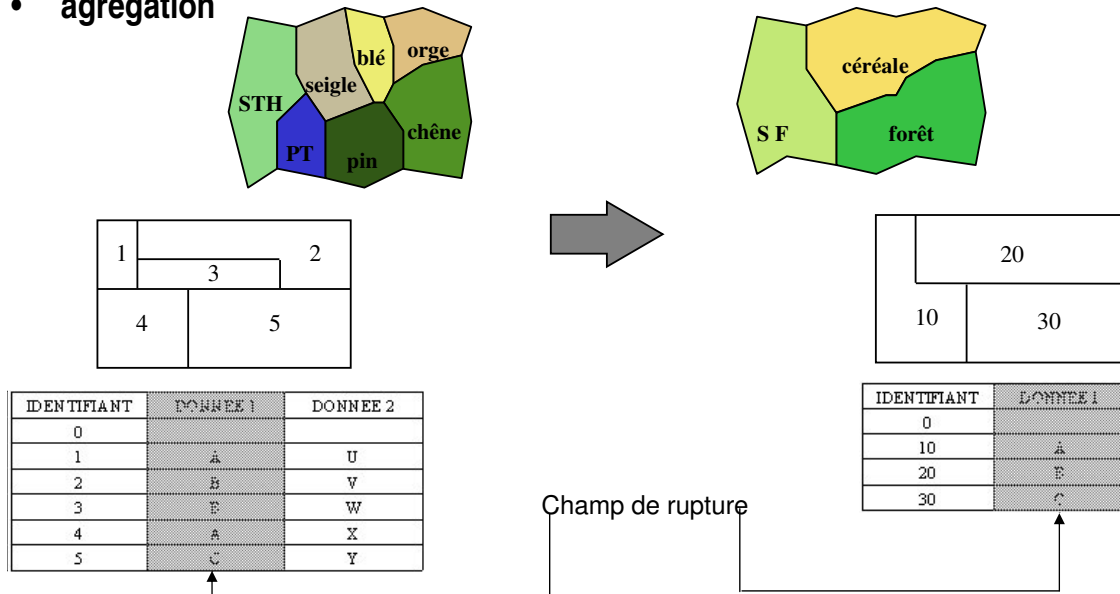 • agrégation
blé
orge
seigle
STH
chêne
PT
pin
céréale
S F
forêt
1
2
3
4
5
20
10
30
IDENTIFIANT DONNEE 1 DONNEE 2
0
1 A U
2 B V
3 B W
4 A X
5 C Y
IDENTIFIANT DONNEE 1
0
10 A
20 B
30 C
Champ de rupture